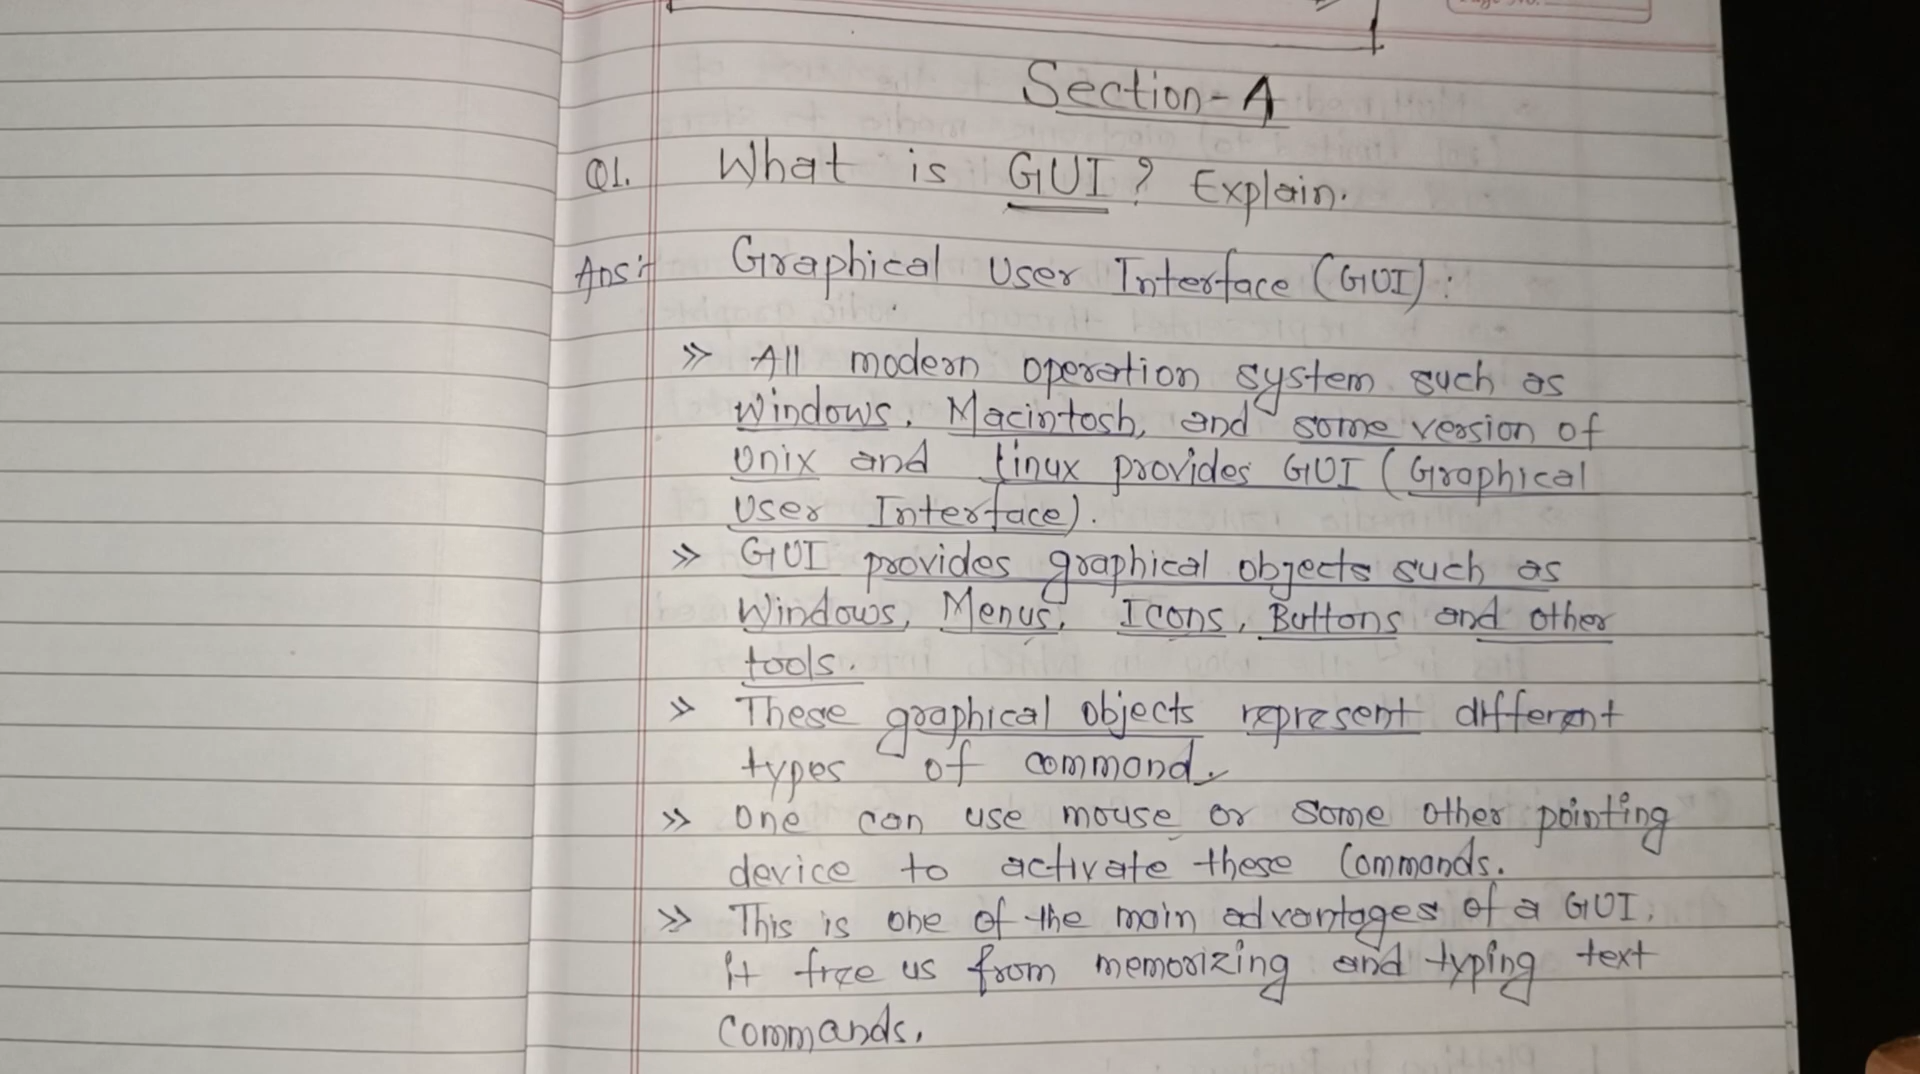 Section-A
Q1. What is GUI? Explain.
Ans:- Graphical User Interface (GUI):
» All modern operation system such as
Windows, Macintosh, and some version of
Unix and Linux provides GUI (Graphical
User Interface).
» GUI provides graphical objects such as
Windows, Menus, Icons, Buttons and other
tools.
» These graphical objects represent different
types of command.
» One can use mouse or some other pointing
device to activate these Commands.
» This is one of the main advantages of a GUI,
it free us from memorizing and typing text
Commands.